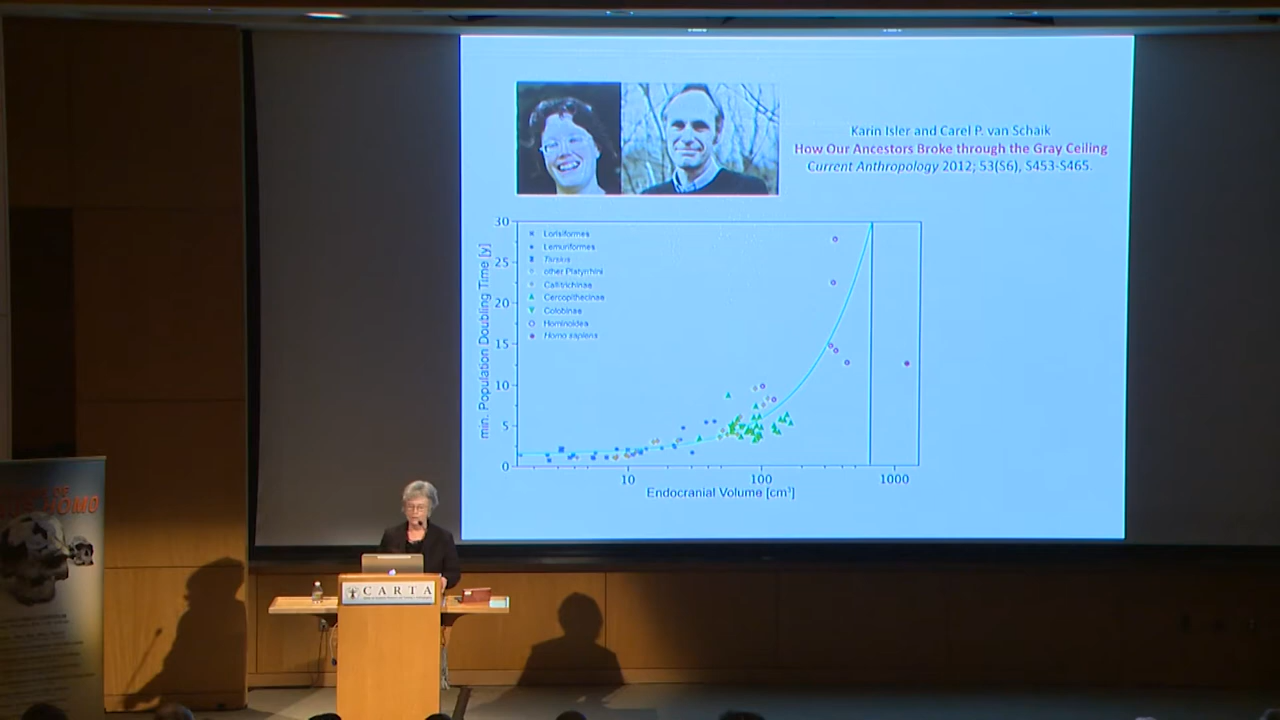 Karin Isler and Carel P. van Schaik
How Our Ancestors Broke through the Gray Ceiling
Current Anthropology 2012; 53(S6), S453-S465.
min. Population Doubling Time [y]
30
25
20
15
10
5
0
Lorisiformes
Lemuriformes
Tarsius
other Platyrrhini
Callitrichinae
Cercopithecinae
Colobinae
Hominoidea
Homo sapiens
10
100
1000
Endocranial Volume [cm³]
CARTA
HOMO